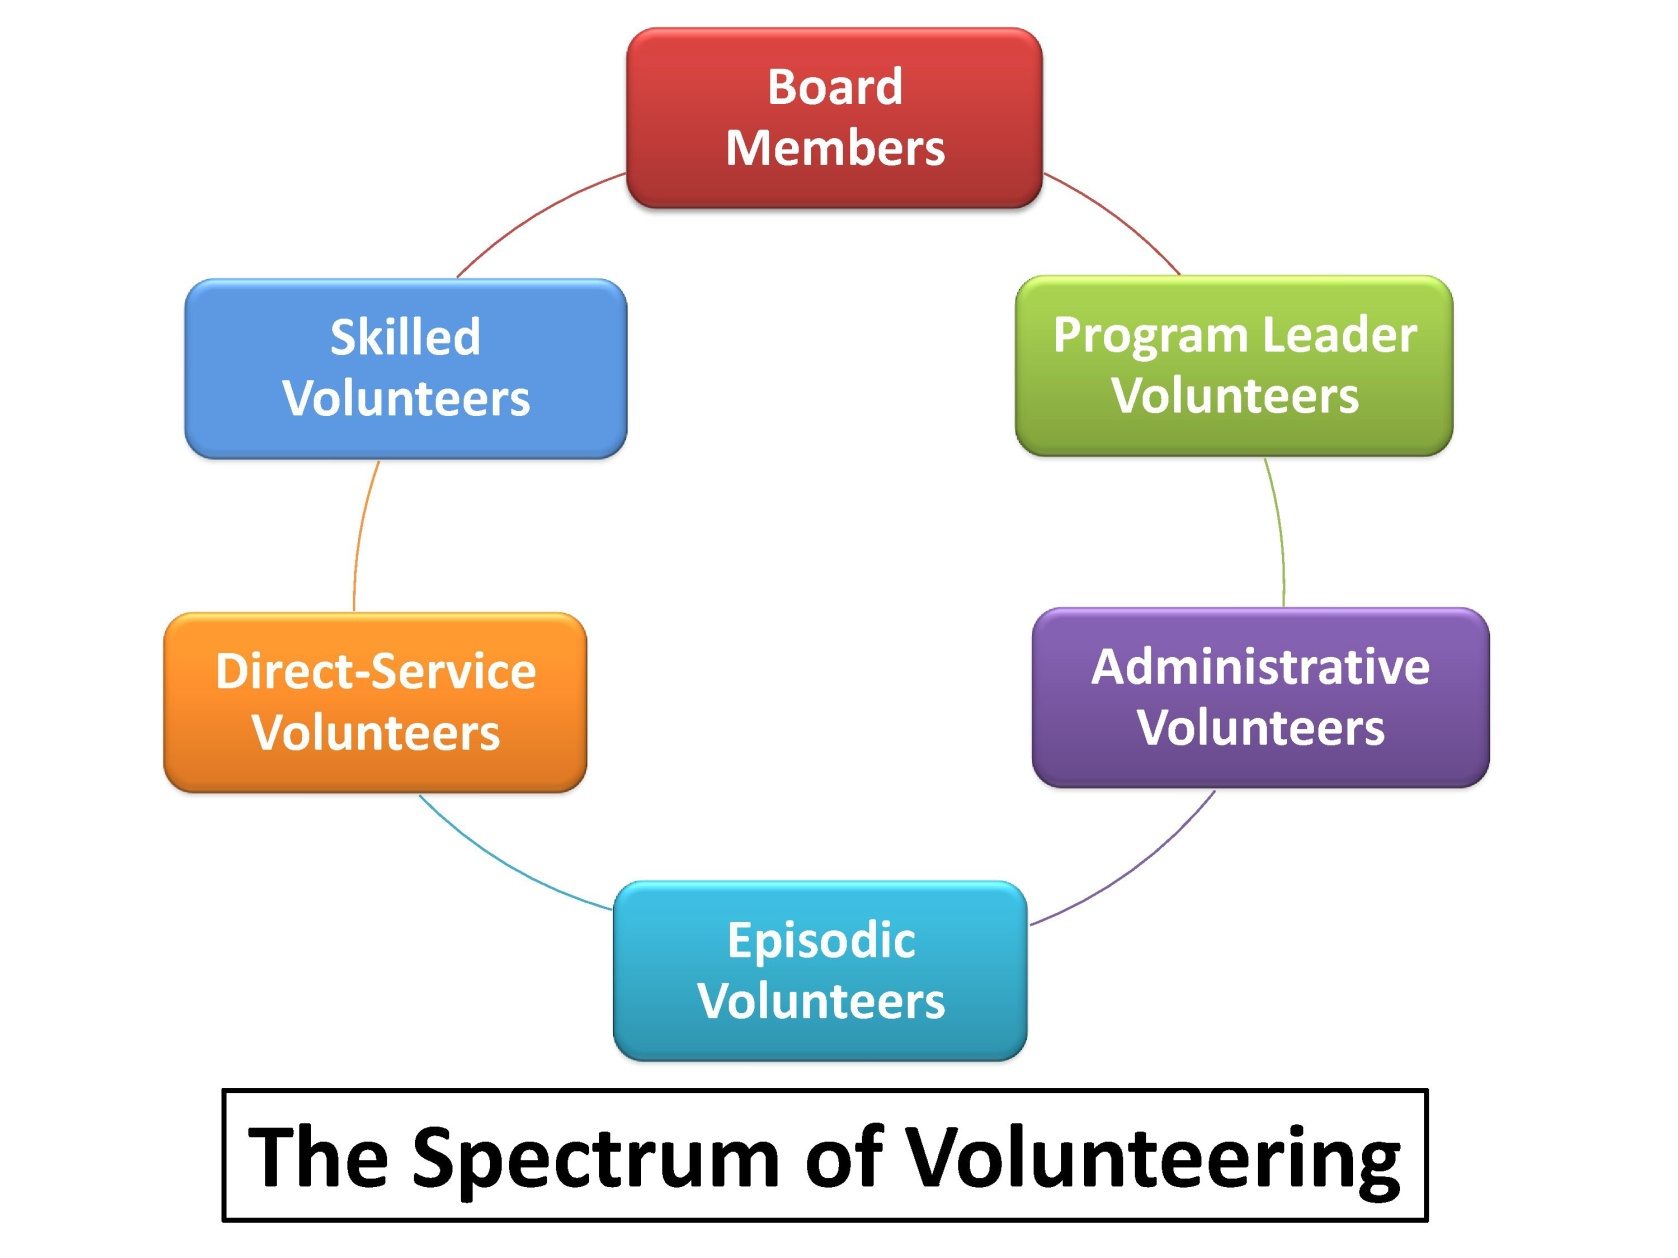 Board
Members
Skilled
Volunteers
Program Leader
Volunteers
Direct-Service
Volunteers
Administrative
Volunteers
Episodic
Volunteers
The Spectrum of Volunteering